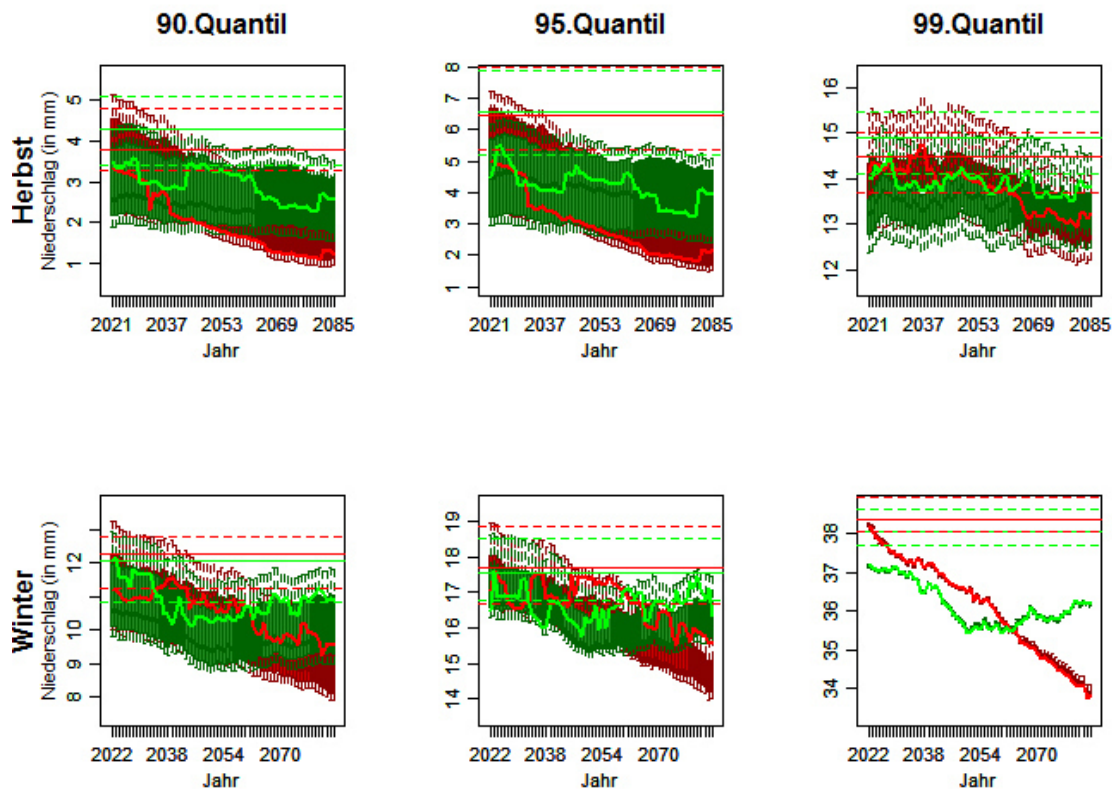 90.Quantil 95.Quantil 99.Quantil
Herbst
Niederschlag (in mm)
5
4
3
2
1
2021 2037 2053 2069 2085
Jahr
8
7
6
5
4
3
2
1
2021 2037 2053 2069 2085
Jahr
16
15
14
13
12
2021 2037 2053 2069 2085
Jahr
Winter
Niederschlag (in mm)
12
11
10
9
8
2022 2038 2054 2070
Jahr
19
18
17
16
15
14
2022 2038 2054 2070
Jahr
38
37
36
35
34
2022 2038 2054 2070
Jahr